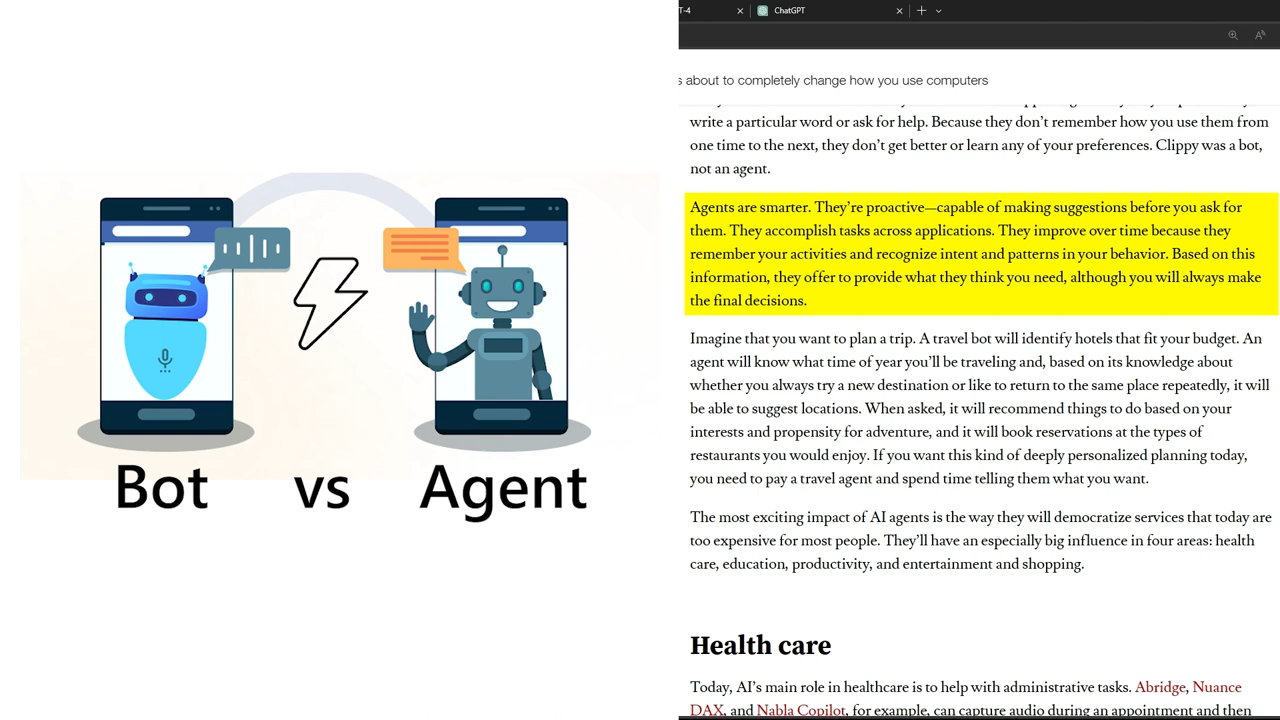 Bot vs Agent
T-4
ChatGPT
s about to completely change how you use computers
write a particular word or ask for help. Because they don’t remember how you use them from
one time to the next, they don’t get better or learn any of your preferences. Clippy was a bot,
not an agent.
Agents are smarter. They’re proactive—capable of making suggestions before you ask for
them. They accomplish tasks across applications. They improve over time because they
remember your activities and recognize intent and patterns in your behavior. Based on this
information, they offer to provide what they think you need, although you will always make
the final decisions.
Imagine that you want to plan a trip. A travel bot will identify hotels that fit your budget. An
agent will know what time of year you’ll be traveling and, based on its knowledge about
whether you always try a new destination or like to return to the same place repeatedly, it will
be able to suggest locations. When asked, it will recommend things to do based on your
interests and propensity for adventure, and it will book reservations at the types of
restaurants you would enjoy. If you want this kind of deeply personalized planning today,
you need to pay a travel agent and spend time telling them what you want.
The most exciting impact of AI agents is the way they will democratize services that today are
too expensive for most people. They’ll have an especially big influence in four areas: health
care, education, productivity, and entertainment and shopping.
Health care
Today, AI’s main role in healthcare is to help with administrative tasks. Abridge, Nuance
DAX, and Nabla Copilot, for example, can capture audio during an appointment and then